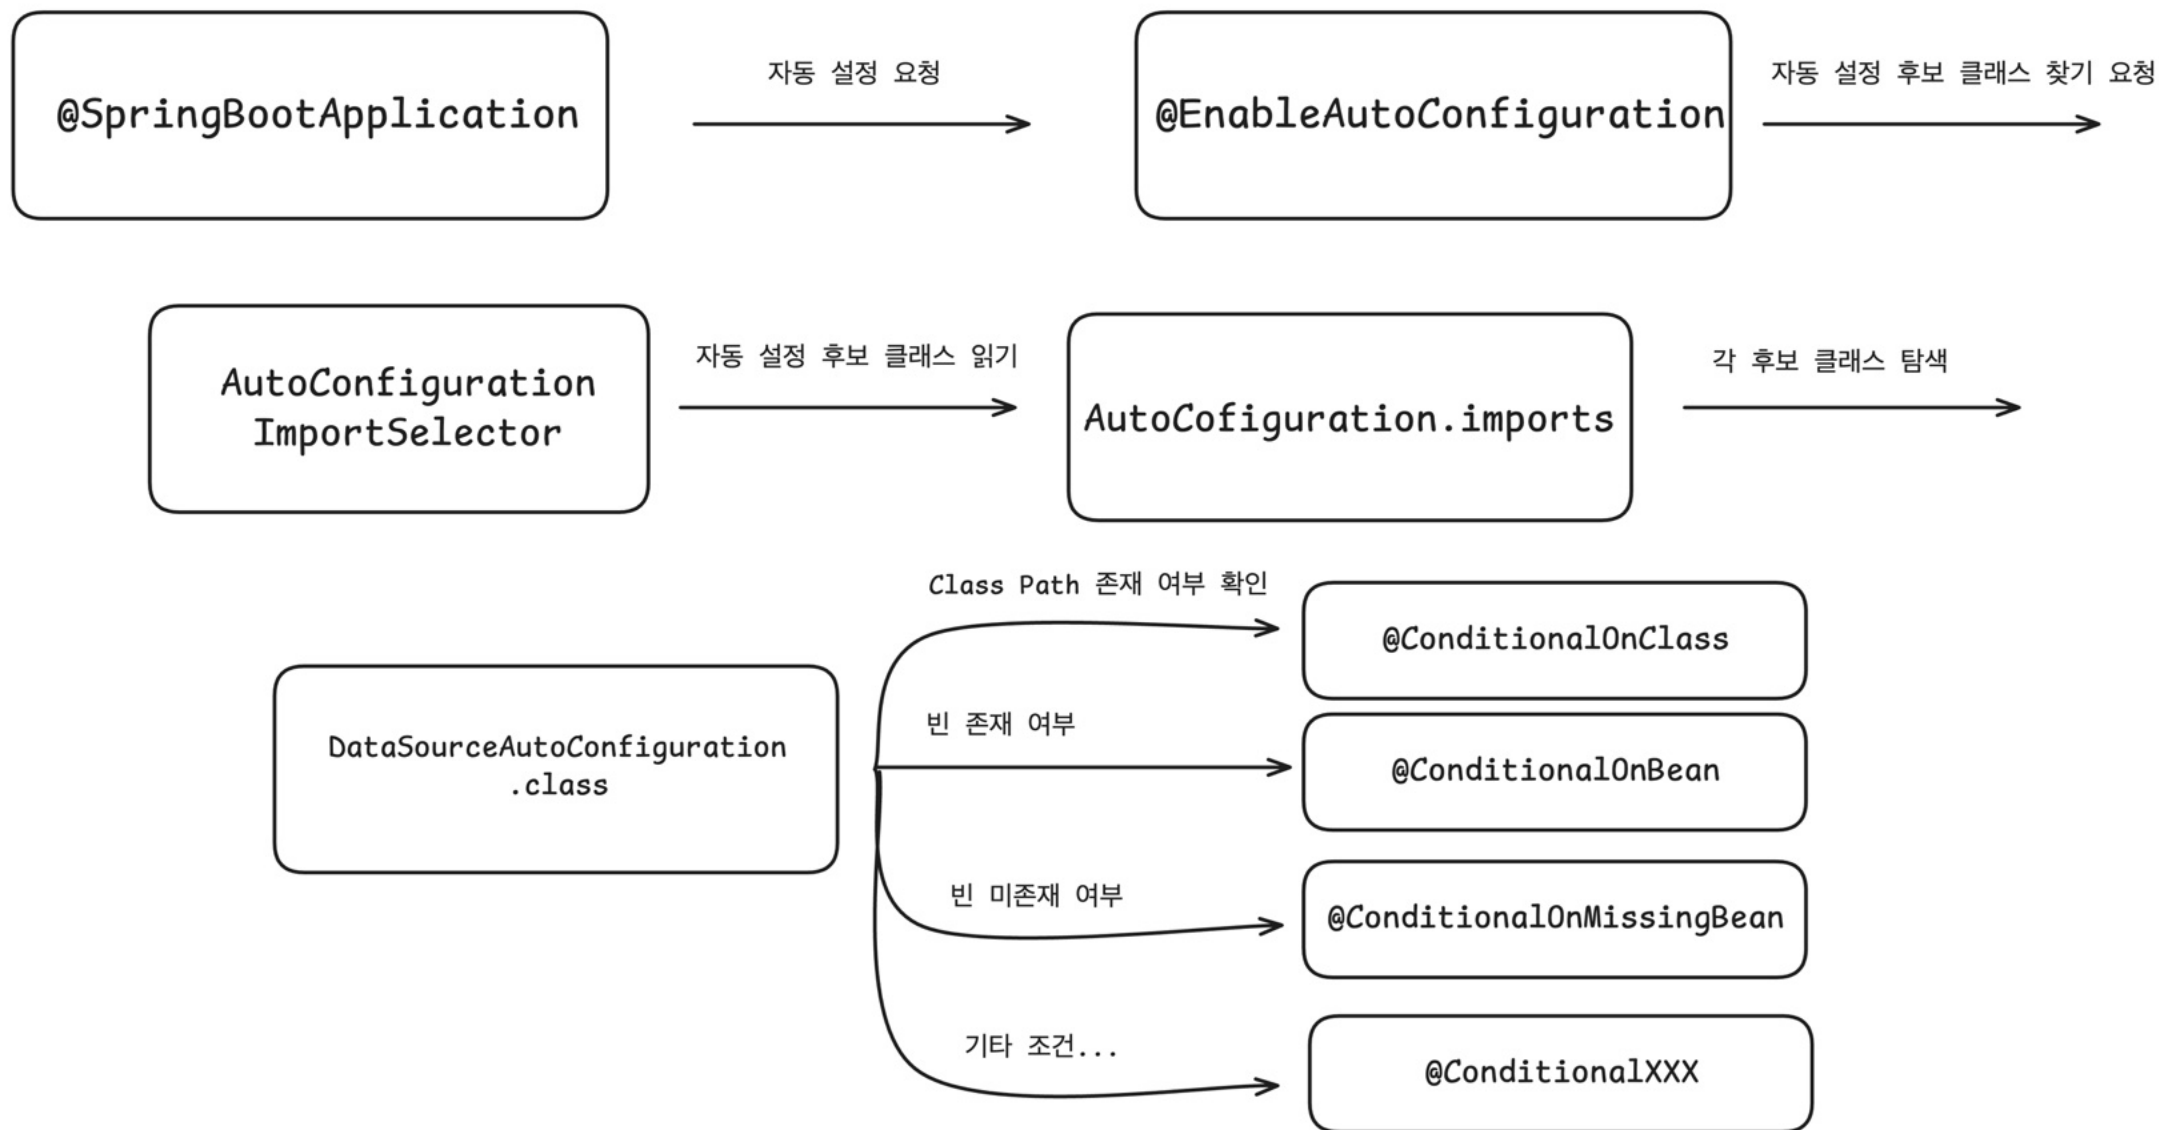 자동 설정 요청
자동 설정 후보 클래스 찾기 요청
@SpringBootApplication
@EnableAutoConfiguration
자동 설정 후보 클래스 읽기
각 후보 클래스 탐색
AutoConfiguration
ImportSelector
AutoCofiguration.imports
Class Path 존재 여부 확인
@ConditionalOnClass
빈 존재 여부
DataSourceAutoConfiguration
.class
@ConditionalOnBean
빈 미존재 여부
@ConditionalOnMissingBean
기타 조건...
@ConditionalXXX